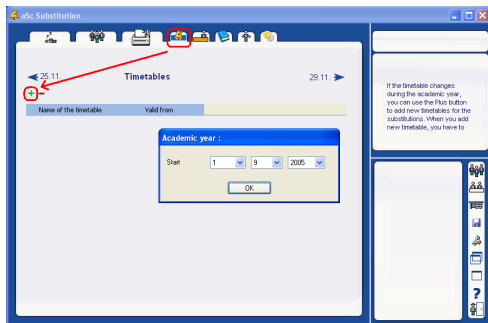 aSc Substitution
25.11.
Timetables
29.11.
Name of the timetable
Valid from
Academic year :
Start
1
9
2005
OK
If the timetable changes
during the academic year,
you can use the Plus button
to add new timetables for the
substitutions. When you add
new timetable, you have to